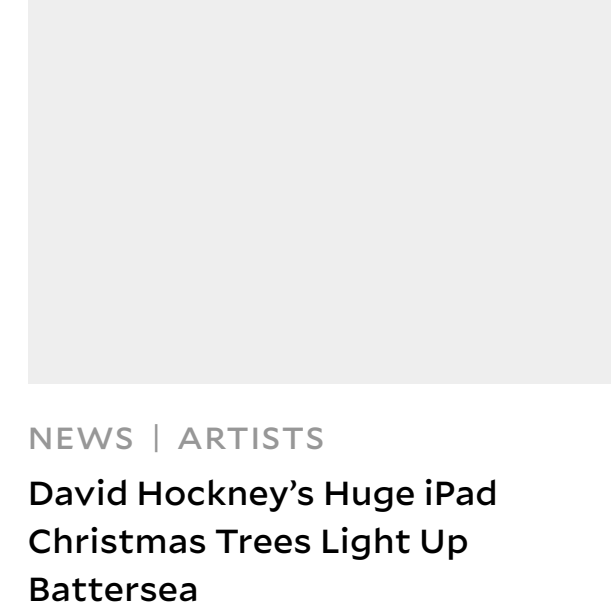 NEWS | ARTISTS
David Hockney’s Huge iPad
Christmas Trees Light Up
Battersea